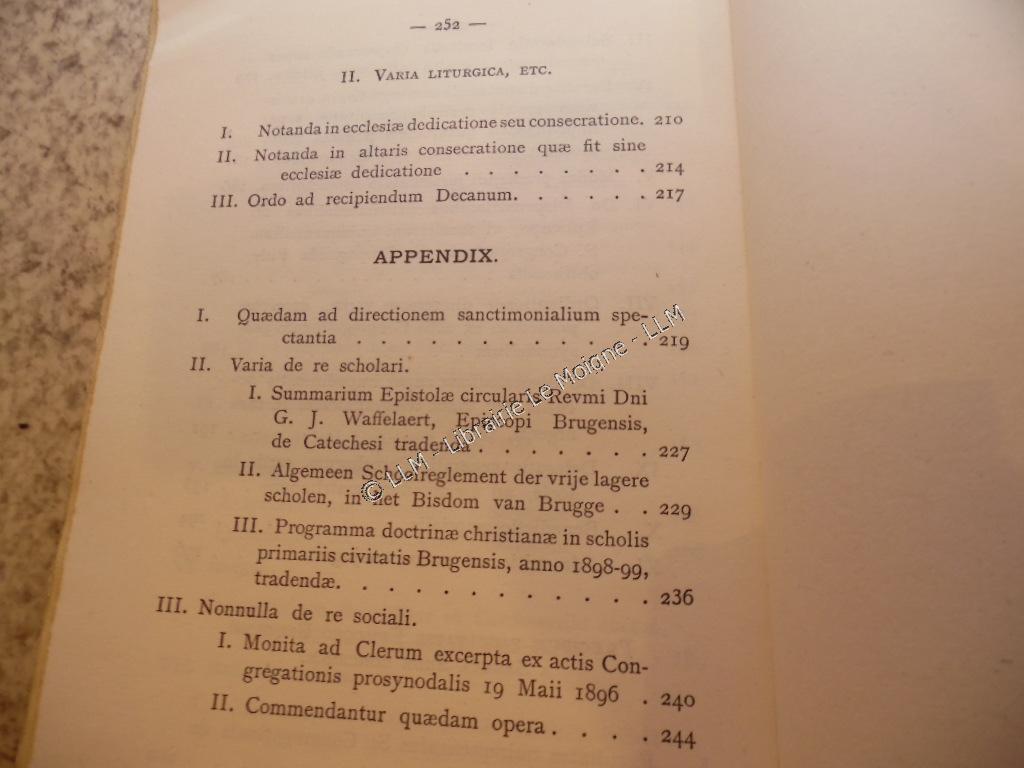 — 252 —
II. VARIA LITURGICA, ETC.
I. Notanda in ecclesiæ dedicatione seu consecratione. 210
II. Notanda in altaris consecratione quæ fit sine
ecclesiæ dedicatione . . . . . . . . 214
III. Ordo ad recipiendum Decanum. . . . . . 217
APPENDIX.
I. Quædam ad directionem sanctimonialium spe-
ctantia . . . . . . . . . . . . 219
II. Varia de re scholari.
I. Summarium Epistolæ circularis Revmi Dni
G. J. Waffelaert, Episcopi Brugensis,
de Catechesi tradenda . . . . . . . 227
II. Algemeen Schoolreglement der vrije lagere
scholen, in het Bisdom van Brugge . . 229
III. Programma doctrinæ christianæ in scholis
primariis civitatis Brugensis, anno 1898-99,
tradendæ. . . . . . . . . . . . 236
III. Nonnulla de re sociali.
I. Monita ad Clerum excerpta ex actis Con-
gregationis prosynodalis 19 Maii 1896 . 240
II. Commendantur quædam opera . . . . 244
© LLM - Librairie Le Moigne - LLM